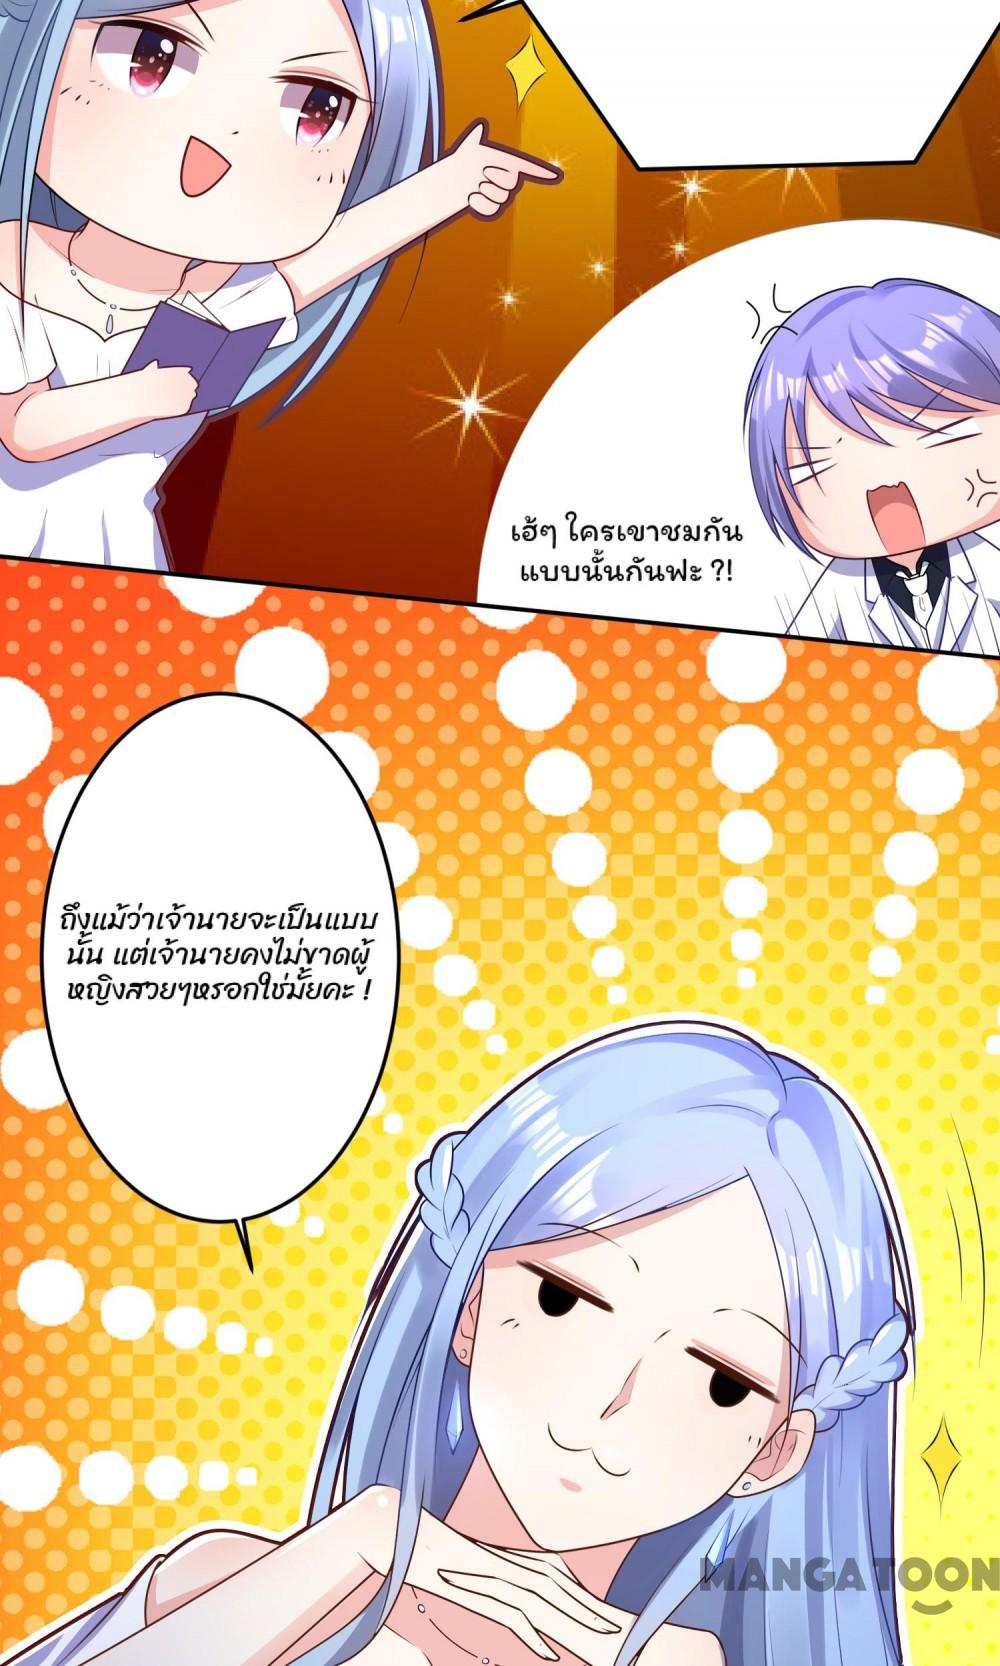 เฮ้ๆ ใครเขาชมกัน
แบบนั้นกันฟะ ?!
ถึงแม้ว่าเจ้านายจะเป็นแบบ
นั้น แต่เจ้านายคงไม่ขาดผู้
หญิงสวยๆหรอกใช่มั้ยคะ !
MANGATOON